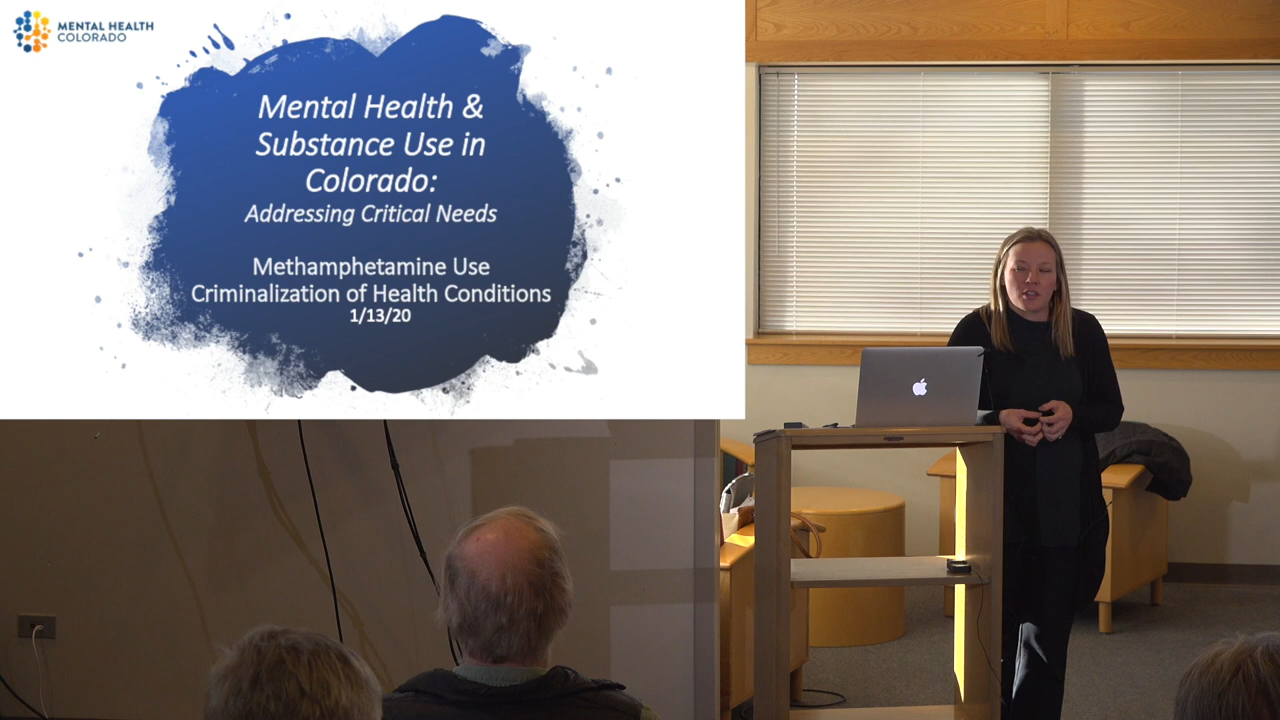 MENTAL HEALTH
COLORADO
Mental Health &
Substance Use in
Colorado:
Addressing Critical Needs
Methamphetamine Use
Criminalization of Health Conditions
1/13/20